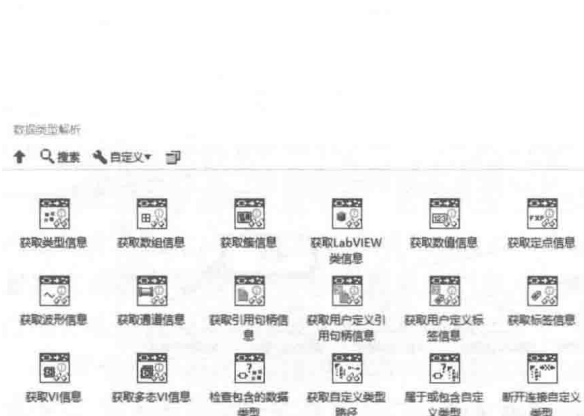 数据类型解析
搜索 自定义
获取类型信息 获取数组信息 获取簇信息 获取LabVIEW 获取数值信息 获取定点信息
类信息
获取波形信息 获取通道信息 获取引用句柄信 获取用户定义引 获取用户定义标 获取标签信息
息 用句柄信息 签信息
获取VI信息 获取多态VI信息 检查包含的数据 获取自定义类型 属于或包含自定 断开连接自定义
类型 路径 义类型 类型